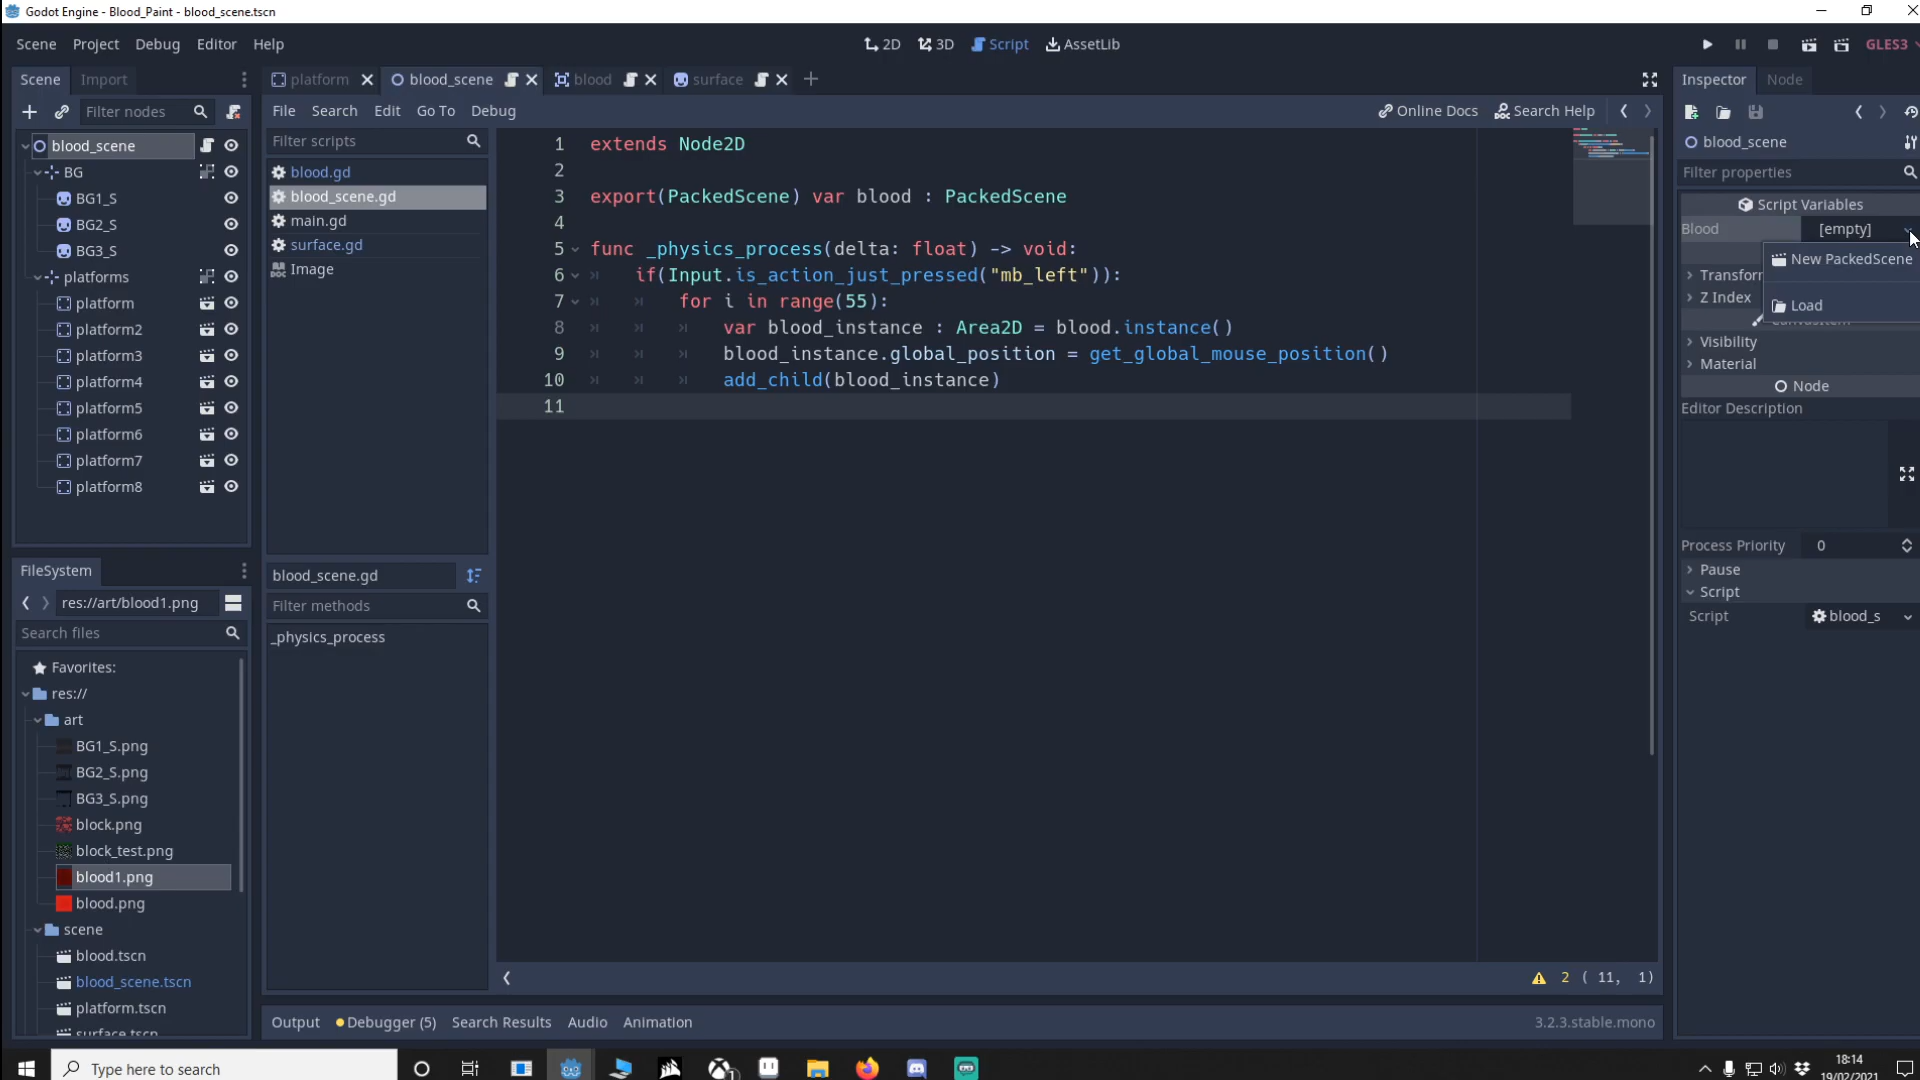 Godot Engine - Blood_Paint - blood_scene.tscn
Scene Project Debug Editor Help
2D 3D Script AssetLib
GLES3
Scene Import
platform blood_scene blood surface
Inspector Node
Filter nodes
File Search Edit Go To Debug
Online Docs Search Help
blood_scene
BG
BG1_S
BG2_S
BG3_S
platforms
platform
platform2
platform3
platform4
platform5
platform6
platform7
platform8
Filter scripts
blood.gd
blood_scene.gd
main.gd
surface.gd
Image
blood_scene.gd
Filter methods
_physics_process
1 extends Node2D
2
3 export(PackedScene) var blood : PackedScene
4
5 func _physics_process(delta: float) -> void:
6 if(Input.is_action_just_pressed("mb_left")):
7 for i in range(55):
8 var blood_instance : Area2D = blood.instance()
9 blood_instance.global_position = get_global_mouse_position()
10 add_child(blood_instance)
11
2 ( 11, 1)
blood_scene
Filter properties
Script Variables
Blood [empty]
New PackedScene
Load
Transform
Z Index
Visibility
Material
Node
Editor Description
Process Priority 0
Pause
Script
Script blood_s
FileSystem
res://art/blood1.png
Search files
Favorites:
res://
art
BG1_S.png
BG2_S.png
BG3_S.png
block.png
block_test.png
blood1.png
blood.png
scene
blood.tscn
blood_scene.tscn
platform.tscn
surface.tscn
Output Debugger (5) Search Results Audio Animation
3.2.3.stable.mono
Type here to search
18:14
19/02/2021